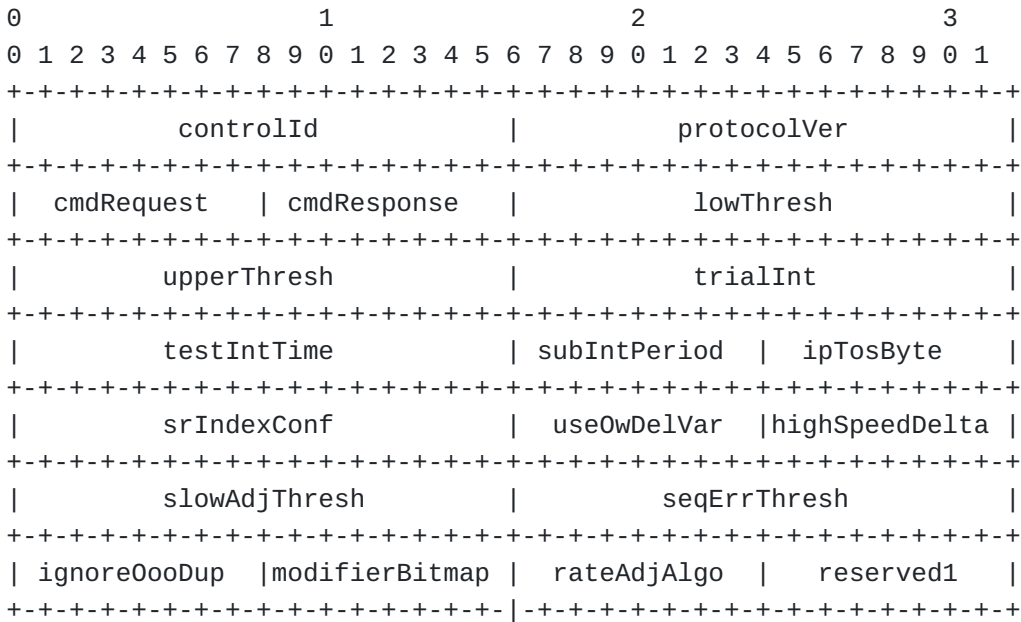 0                   1                   2                   3
0 1 2 3 4 5 6 7 8 9 0 1 2 3 4 5 6 7 8 9 0 1 2 3 4 5 6 7 8 9 0 1
+-+-+-+-+-+-+-+-+-+-+-+-+-+-+-+-+-+-+-+-+-+-+-+-+-+-+-+-+-+-+-+-+
|          controlId            |          protocolVer          |
+-+-+-+-+-+-+-+-+-+-+-+-+-+-+-+-+-+-+-+-+-+-+-+-+-+-+-+-+-+-+-+-+
|  cmdRequest   | cmdResponse   |           lowThresh           |
+-+-+-+-+-+-+-+-+-+-+-+-+-+-+-+-+-+-+-+-+-+-+-+-+-+-+-+-+-+-+-+-+
|         upperThresh           |           trialInt            |
+-+-+-+-+-+-+-+-+-+-+-+-+-+-+-+-+-+-+-+-+-+-+-+-+-+-+-+-+-+-+-+-+
|         testIntTime           | subIntPeriod  |  ipTosByte    |
+-+-+-+-+-+-+-+-+-+-+-+-+-+-+-+-+-+-+-+-+-+-+-+-+-+-+-+-+-+-+-+-+
|         srIndexConf           |  useOwDelVar  |highSpeedDelta |
+-+-+-+-+-+-+-+-+-+-+-+-+-+-+-+-+-+-+-+-+-+-+-+-+-+-+-+-+-+-+-+-+
|         slowAdjThresh         |         seqErrThresh          |
+-+-+-+-+-+-+-+-+-+-+-+-+-+-+-+-+-+-+-+-+-+-+-+-+-+-+-+-+-+-+-+-+
| ignoreOooDup  |modifierBitmap |  rateAdjAlgo  |   reserved1   |
+-+-+-+-+-+-+-+-+-+-+-+-+-+-+-+-|-+-+-+-+-+-+-+-+-+-+-+-+-+-+-+-+